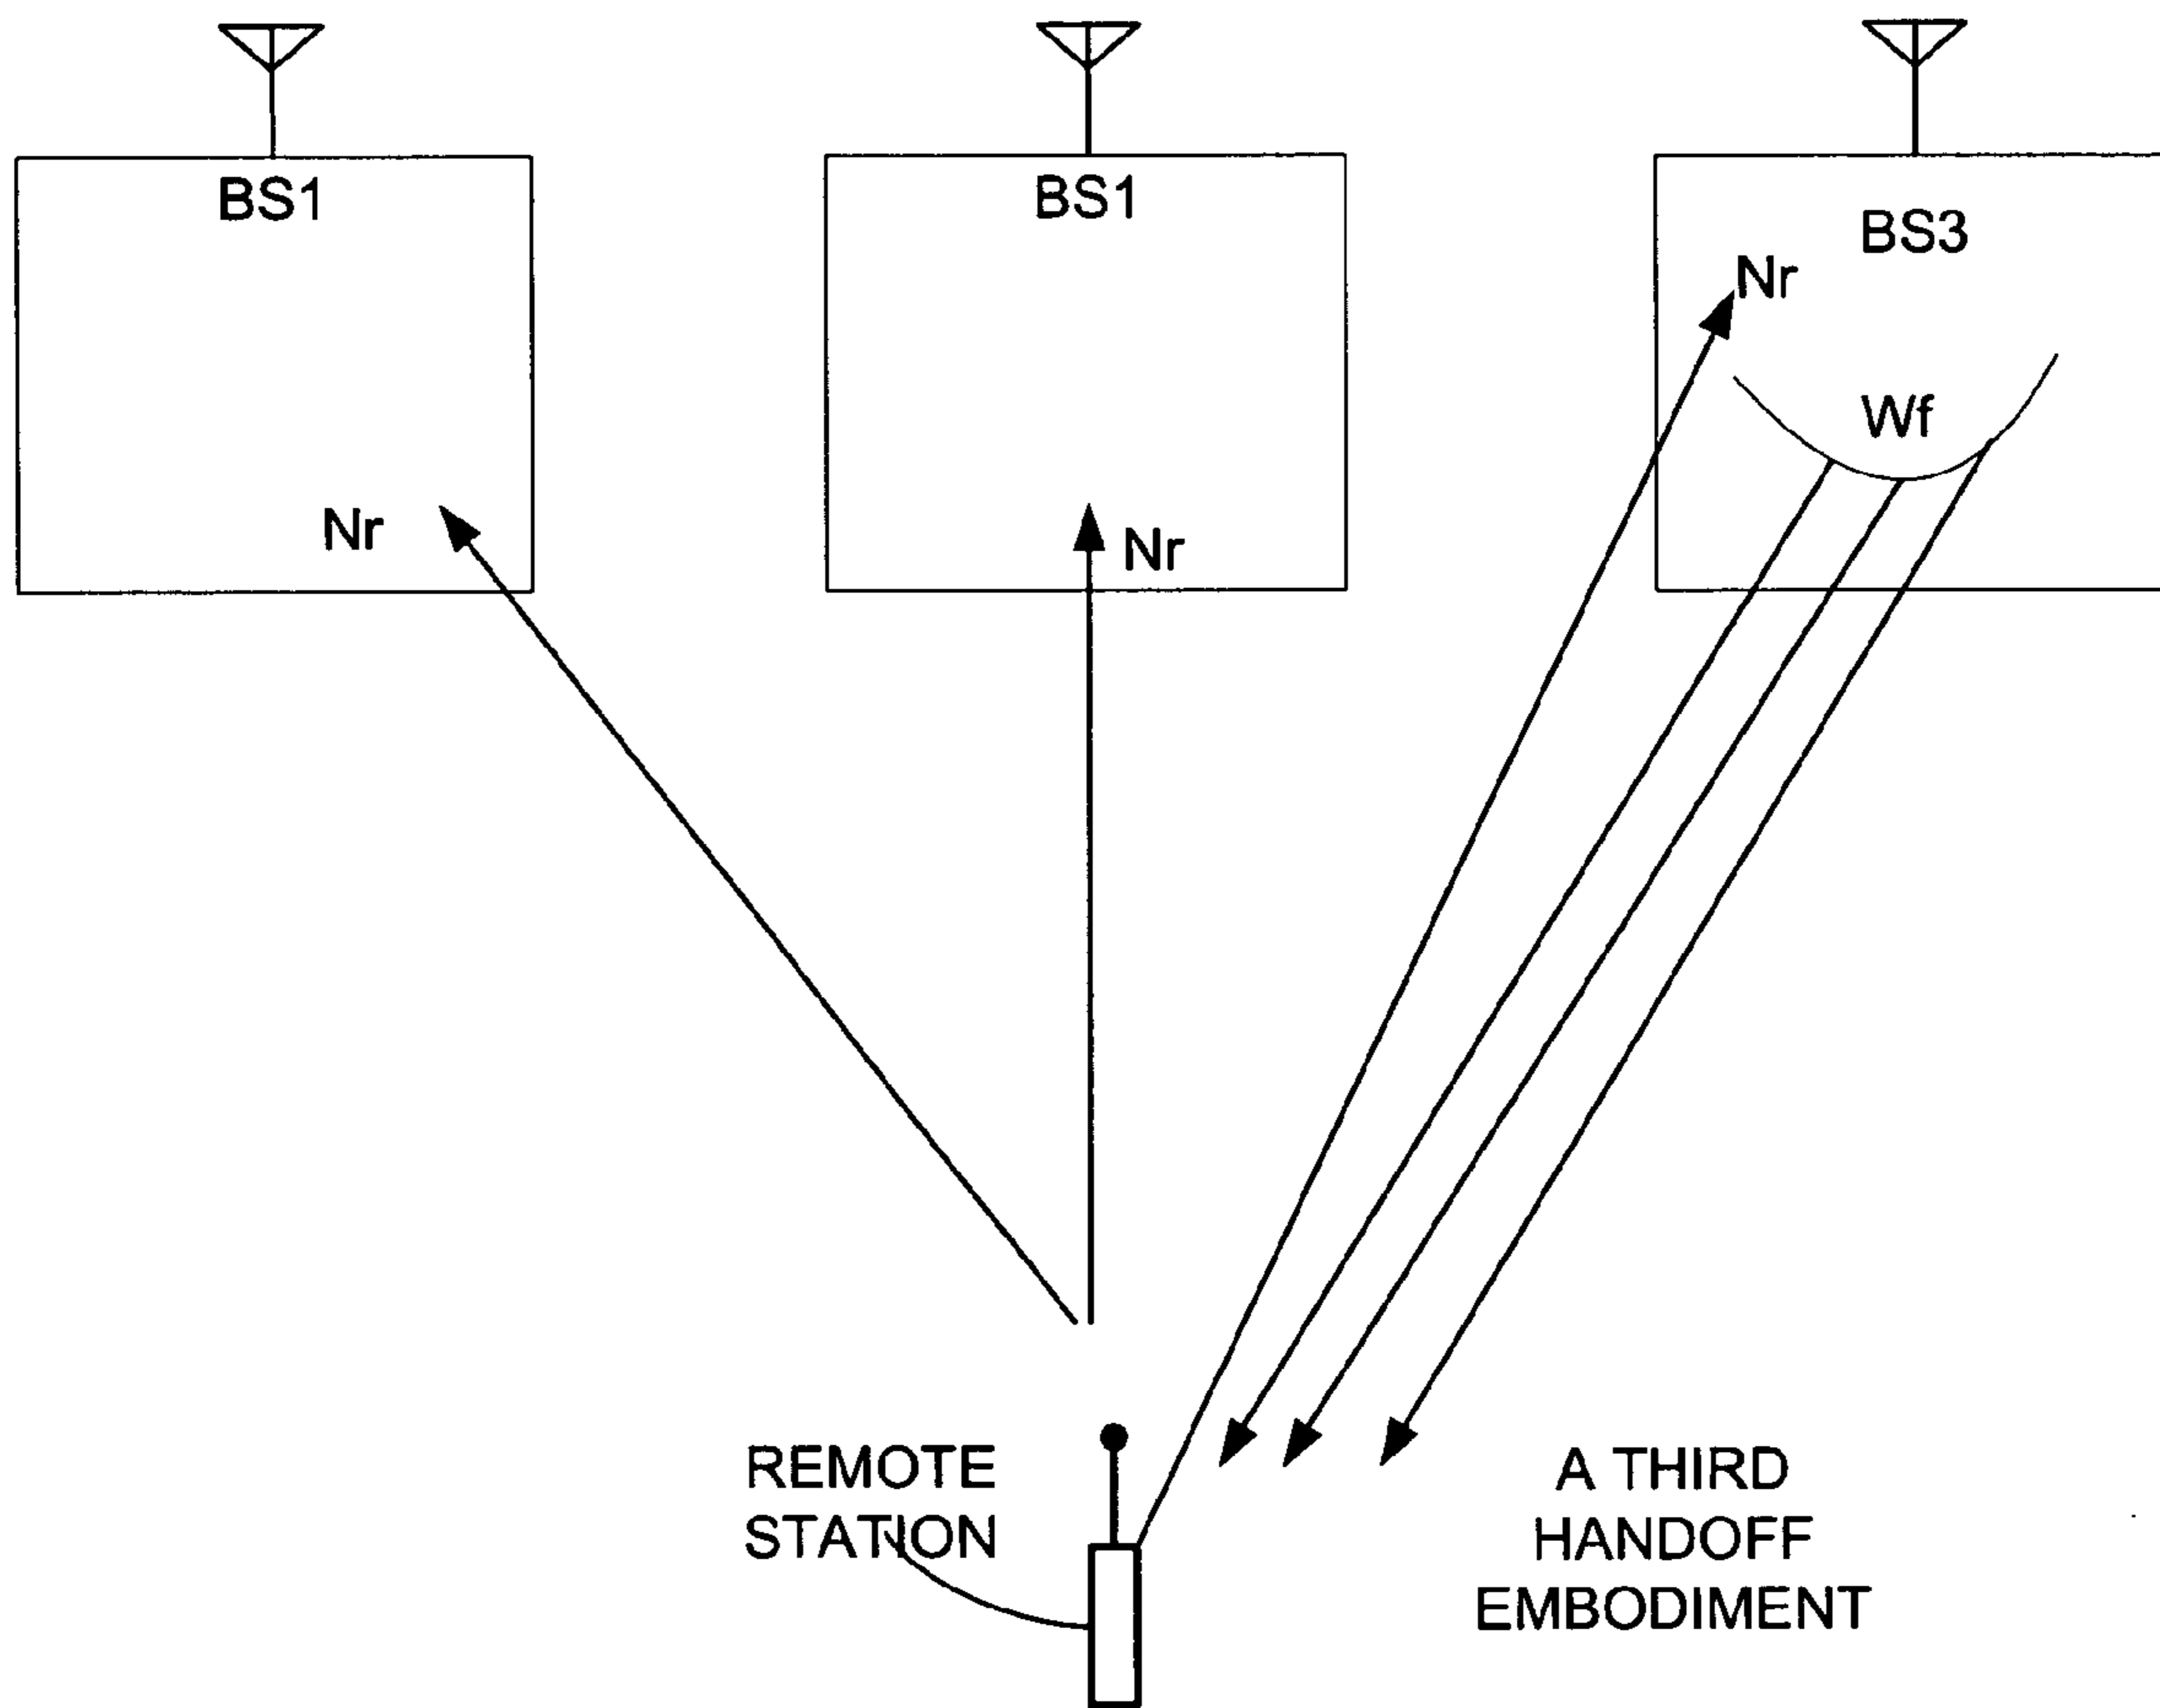 BS1
BS1
BS3
Nr
Wf
Nr
Nr
REMOTE
STATION
A THIRD
HANDOFF
EMBODIMENT